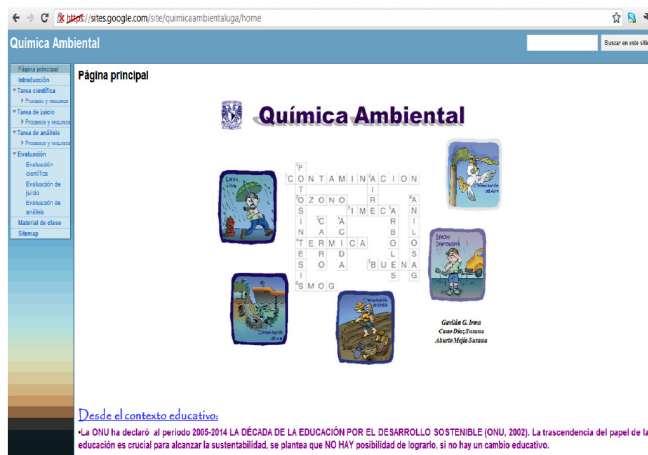 https://sites.google.com/site/quimicaambientaluga/home
Química Ambiental
Buscar en este sitio
Página principal
Introducción
Tarea científica
Procesos y recursos
Tarea de juicio
Procesos y recursos
Tarea de análisis
Procesos y recursos
Evaluación
Evaluación
científica
Evaluación de
juicio
Evaluación de
análisis
Material de clase
Sitemap
Página principal
Química Ambiental
CONTAMINACION
OZONO
IMECA
TERMICA
BUENA
SMOG
Efecto
Invernadero
Gavilán G. Irma
Cano Díaz Susana
Aburto Mejía Susana
Desde el contexto educativo:
•La ONU ha declaró al periodo 2005-2014 LA DÉCADA DE LA EDUCACIÓN POR EL DESARROLLO SOSTENIBLE (ONU, 2002). La trascendencia del papel de la
educación es crucial para alcanzar la sustentabilidad, se plantea que NO HAY posibilidad de lograrlo, si no hay un cambio educativo.